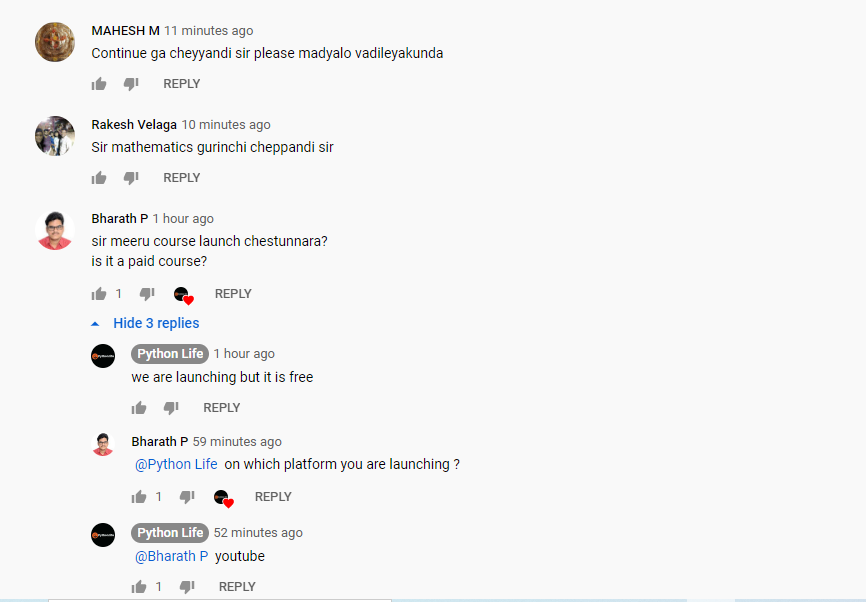 MAHESH M 11 minutes ago
Continue ga cheyyandi sir please madyalo vadileyakunda
REPLY
Rakesh Velaga 10 minutes ago
Sir mathematics gurinchi cheppandi sir
REPLY
Bharath P 1 hour ago
sir meeru course launch chestunnara?
is it a paid course?
1 REPLY
Hide 3 replies
Python Life 1 hour ago
we are launching but it is free
REPLY
Bharath P 59 minutes ago
@Python Life on which platform you are launching ?
1 REPLY
Python Life 52 minutes ago
@Bharath P youtube
1 REPLY